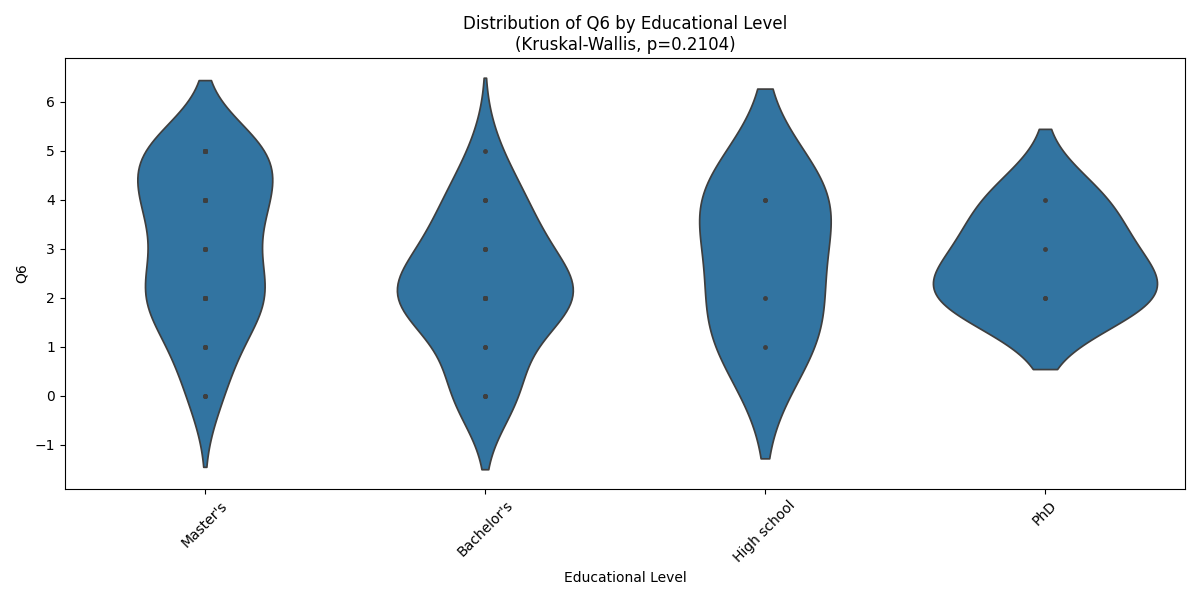 Distribution of Q6 by Educational Level
(Kruskal-Wallis, p=0.2104)
6
5
4
3
2
1
0
−1
Q6
Master's
Bachelor's
High school
PhD
Educational Level